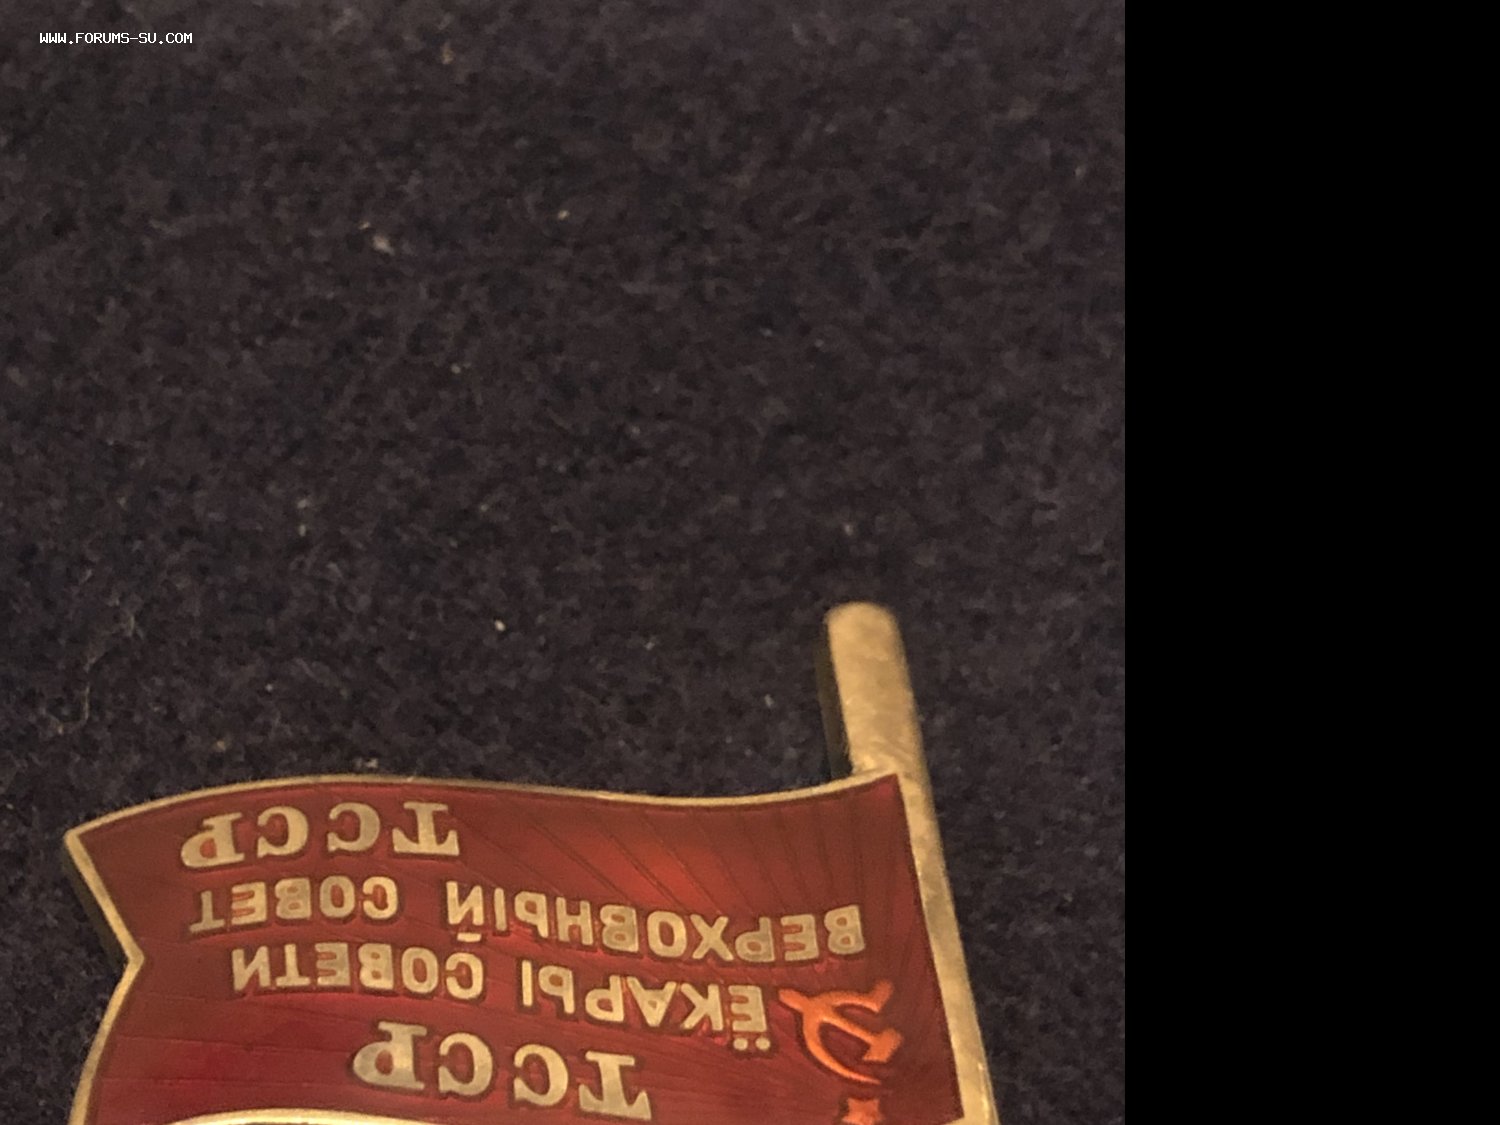 WWW.FORUMS-SU.COM
ТССР
ЁКАРЫ СОВЕТИ
ВЕРХОВНЫЙ СОВЕТ
ТССР